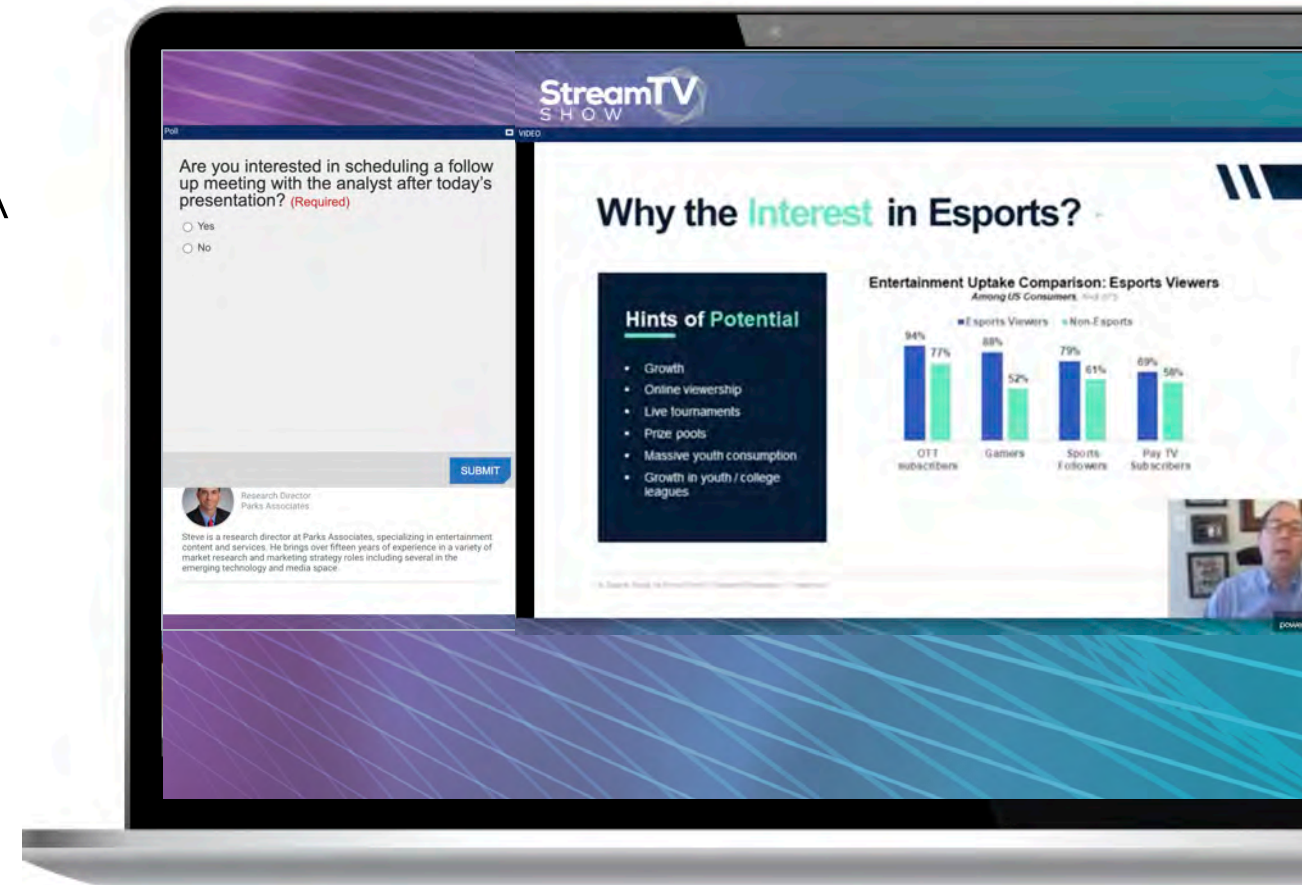 StreamTV
SHOW
Poll
VIDEO
Are you interested in scheduling a follow
up meeting with the analyst after today's
presentation? (Required)
Yes
No
SUBMIT
Research Director
Parks Associates
Steve is a research director at Parks Associates, specializing in entertainment
content and services. He brings over fifteen years of experience in a variety of
market research and marketing strategy roles including several in the
emerging technology and media space.
Why the Interest in Esports?
Hints of Potential
• Growth
• Online viewership
• Live tournaments
• Prize pools
• Massive youth consumption
• Growth in youth / college
leagues
Entertainment Uptake Comparison: Esports Viewers
Among US Consumers,
Esports Viewers Non-Esports
94% 77% 88% 52% 79% 61% 69% 58%
OTT subscribers
Gamers
Sports Followers
Pay TV Subscribers
powe